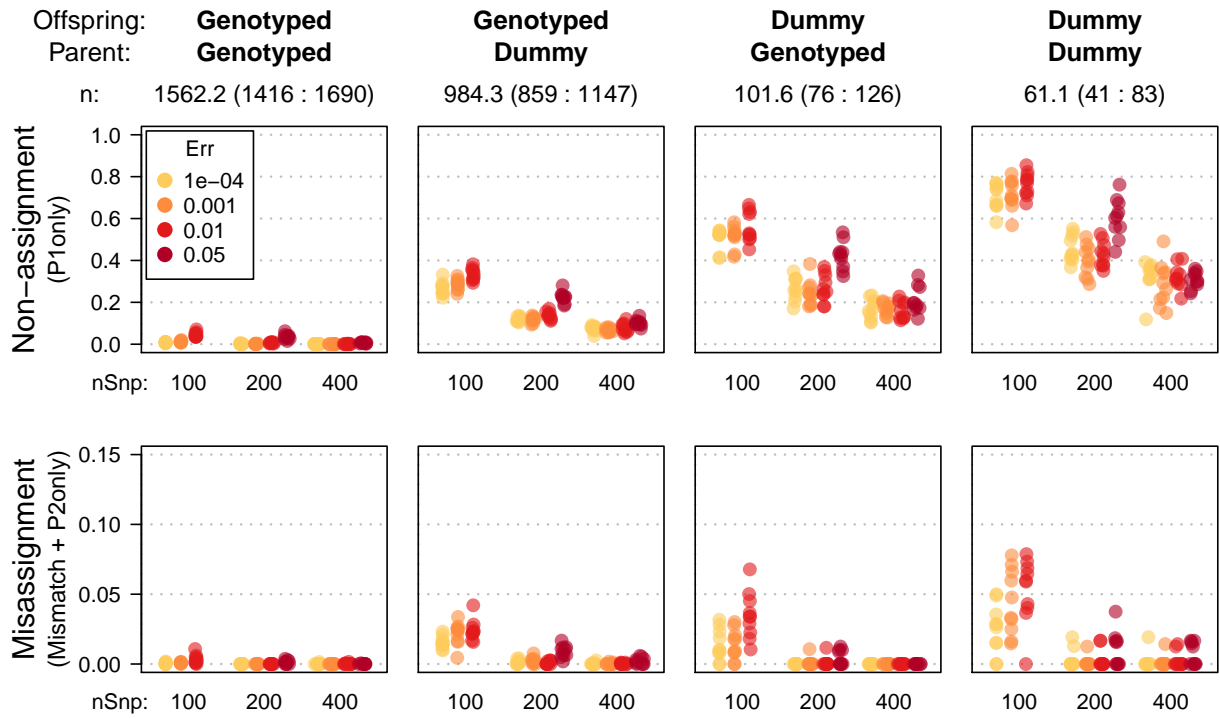 Offspring: Genotyped Genotyped Dummy Dummy
Parent: Genotyped Dummy Genotyped Dummy
n: 1562.2 (1416 : 1690) 984.3 (859 : 1147) 101.6 (76 : 126) 61.1 (41 : 83)
Non−assignment
(P1only)
1.0
0.8
0.6
0.4
0.2
0.0
Err
1e−04
0.001
0.01
0.05
nSnp: 100 200 400 100 200 400 100 200 400 100 200 400
Misassignment
(Mismatch + P2only)
0.15
0.10
0.05
0.00
nSnp: 100 200 400 100 200 400 100 200 400 100 200 400